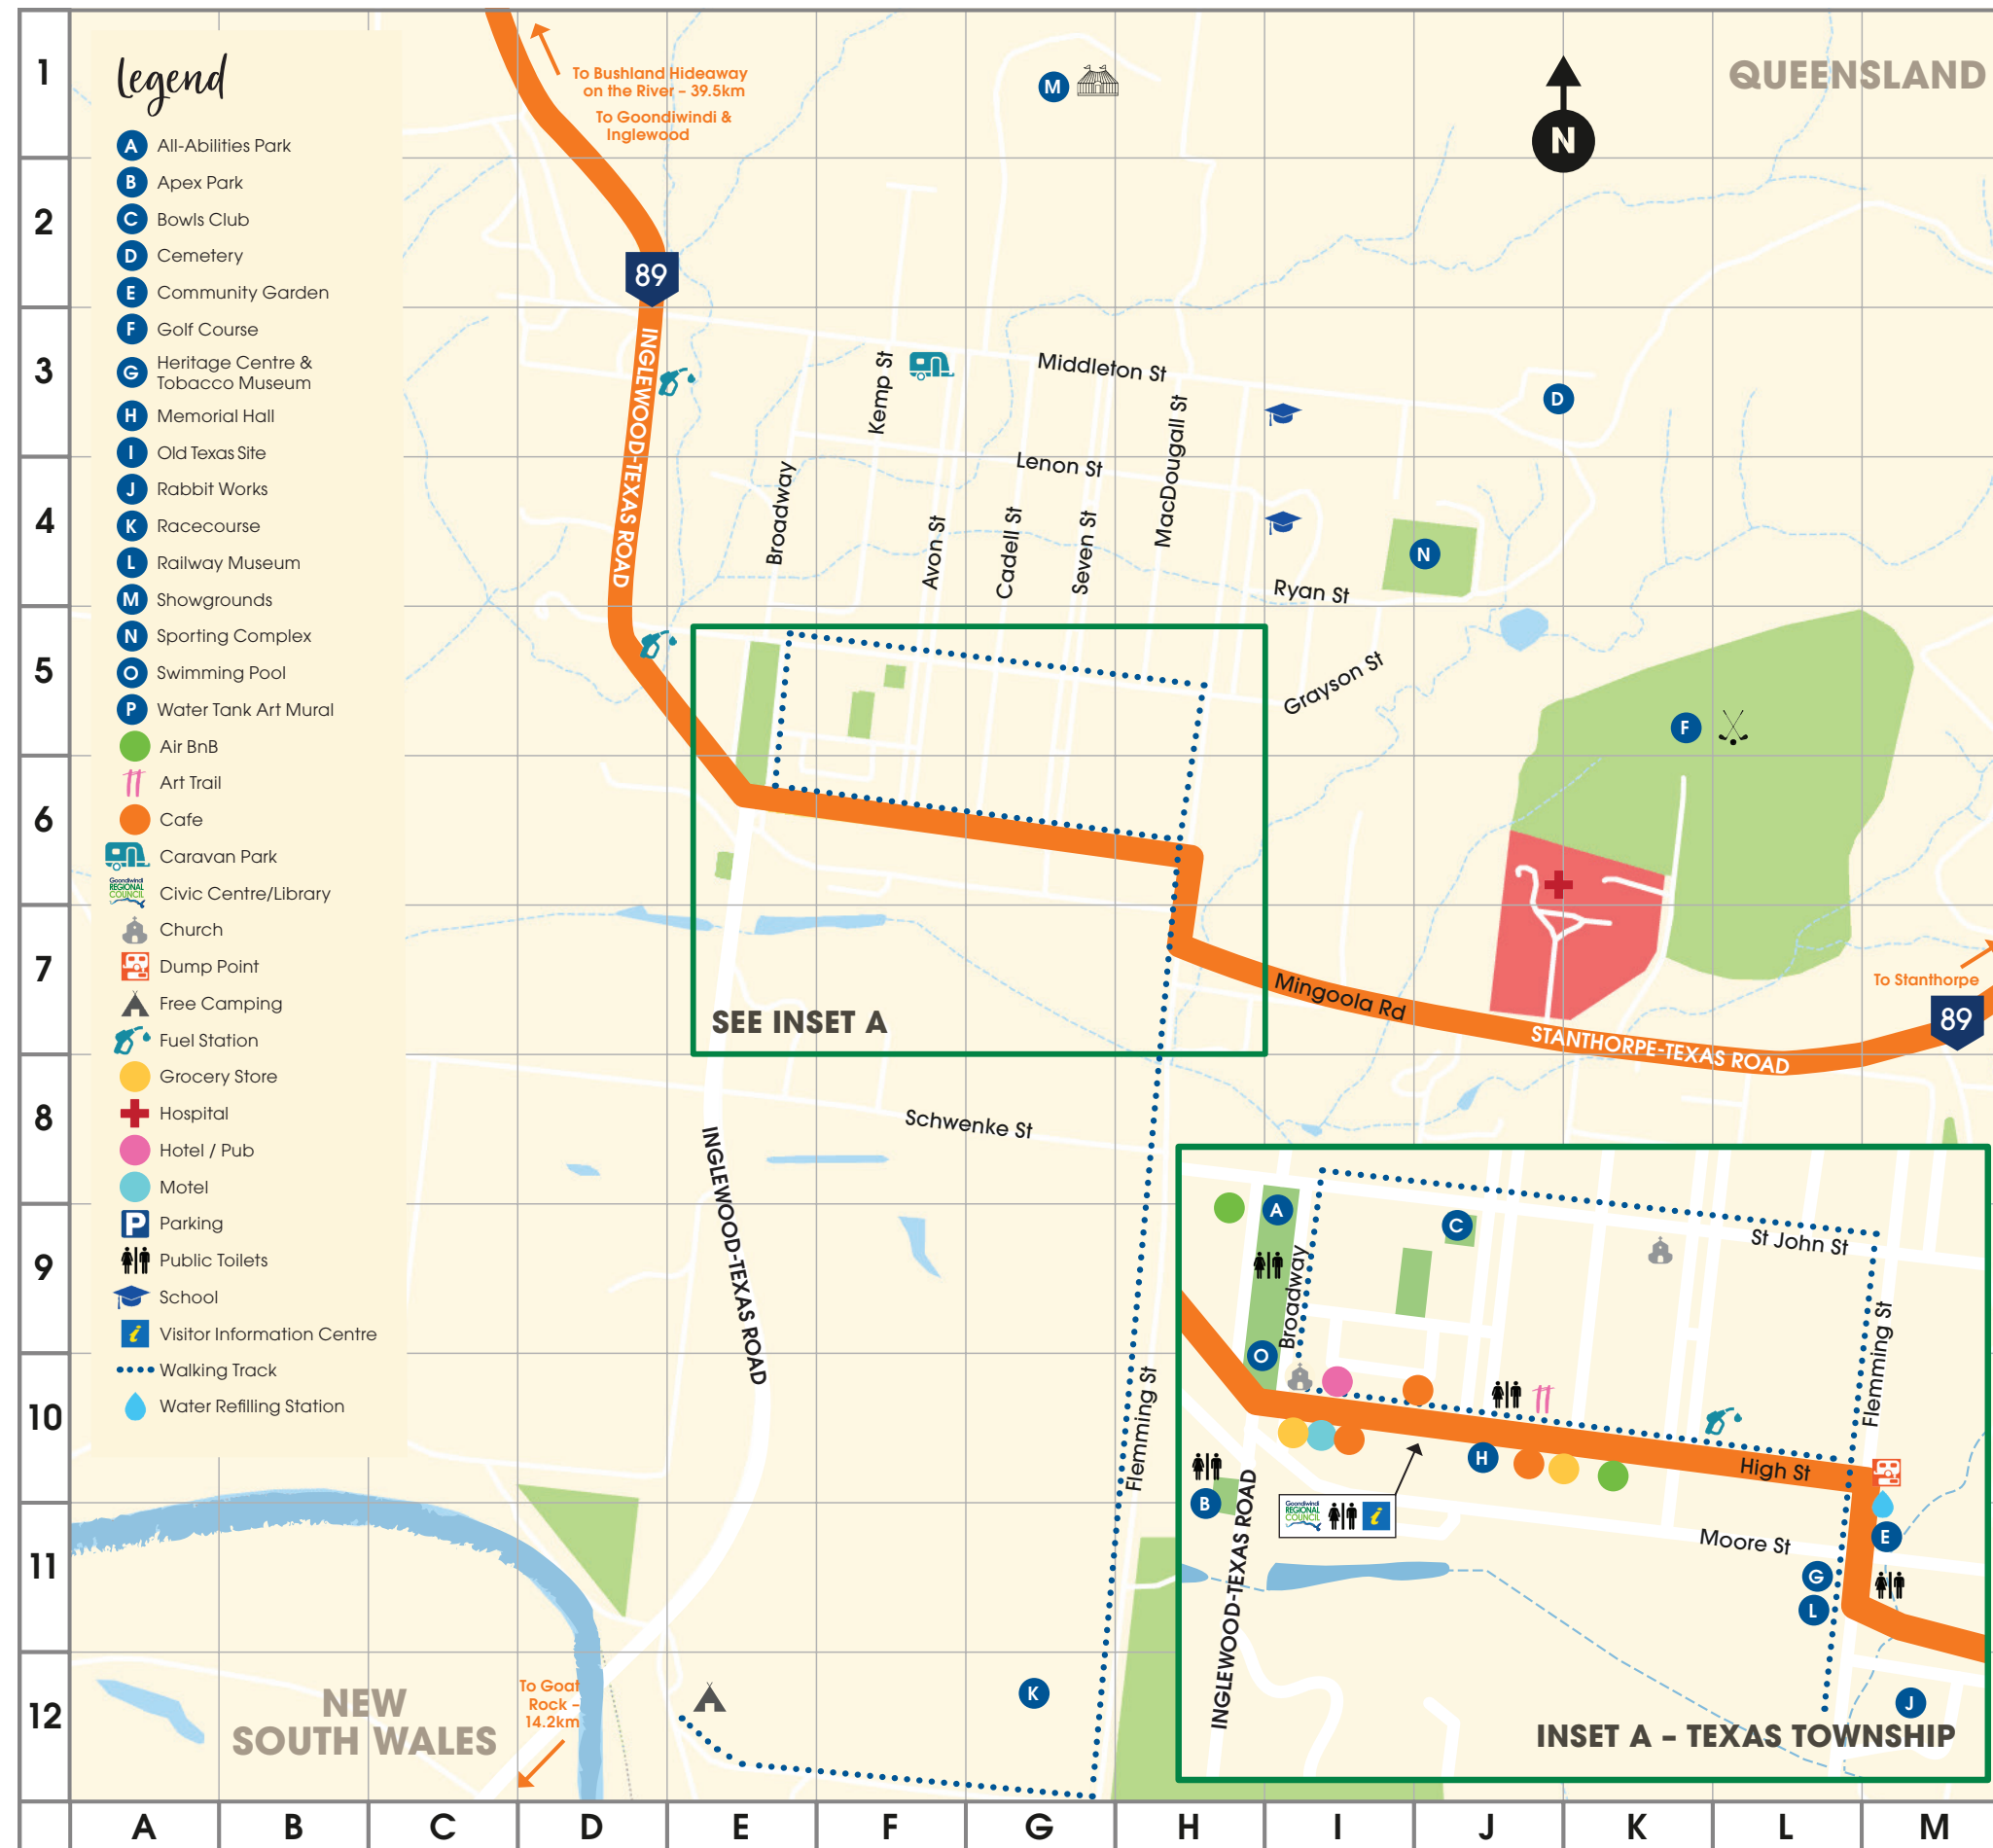 1
2
3
4
5
6
7
8
9
10
11
12
A
B
C
D
E
F
G
H
I
J
K
L
M
Legend
A All-Abilities Park
B Apex Park
C Bowls Club
D Cemetery
E Community Garden
F Golf Course
G Heritage Centre &
Tobacco Museum
H Memorial Hall
I Old Texas Site
J Rabbit Works
K Racecourse
L Railway Museum
M Showgrounds
N Sporting Complex
O Swimming Pool
P Water Tank Art Mural
Air BnB
Art Trail
Cafe
Caravan Park
Goondiwindi
REGIONAL
COUNCIL
Civic Centre/Library
Church
Dump Point
Free Camping
Fuel Station
Grocery Store
Hospital
Hotel / Pub
Motel
P Parking
Public Toilets
School
i Visitor Information Centre
Walking Track
Water Refilling Station
To Bushland Hideaway
on the River – 39.5km
To Goondiwindi &
Inglewood
M
N
QUEENSLAND
89
INGLEWOOD-TEXAS ROAD
Kemp St
Middleton St
D
Broadway
Lenon St
MacDougall St
Avon St
Cadell St
Seven St
N
Ryan St
Grayson St
F
SEE INSET A
Mingoola Rd
STANTHORPE-TEXAS ROAD
To Stanthorpe
89
Schwenke St
INGLEWOOD-TEXAS ROAD
Flemming St
K
NEW
SOUTH WALES
To Goat
Rock –
14.2km
A
C
St John St
Broadway
Flemming St
O
H
High St
B
Goondiwindi
REGIONAL
COUNCIL
i
INGLEWOOD-TEXAS ROAD
Moore St
E
G
L
J
INSET A – TEXAS TOWNSHIP